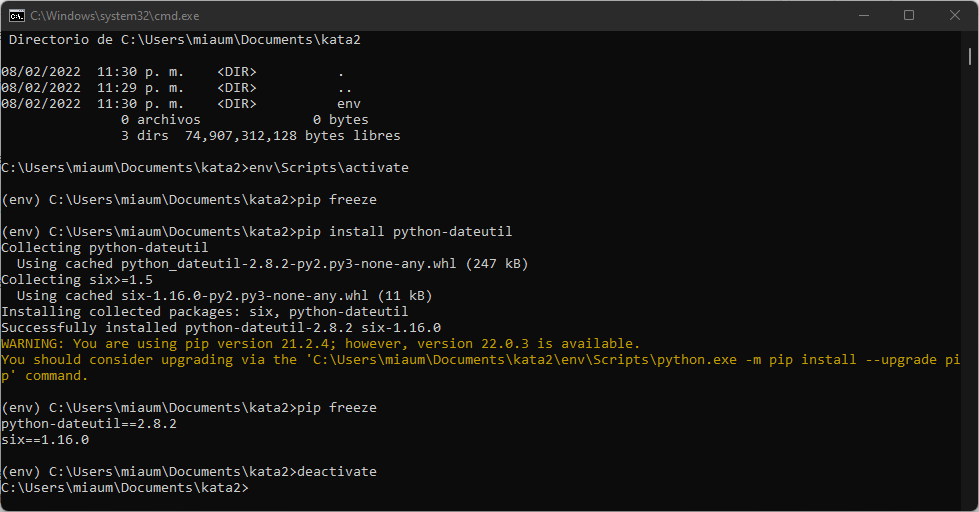 C:\Windows\system32\cmd.exe
Directorio de C:\Users\miaum\Documents\kata2
08/02/2022  11:30 p. m.    <DIR>          .
08/02/2022  11:29 p. m.    <DIR>          ..
08/02/2022  11:30 p. m.    <DIR>          env
0 archivos              0 bytes
3 dirs  74,907,312,128 bytes libres
C:\Users\miaum\Documents\kata2>env\Scripts\activate
(env) C:\Users\miaum\Documents\kata2>pip freeze
(env) C:\Users\miaum\Documents\kata2>pip install python-dateutil
Collecting python-dateutil
Using cached python_dateutil-2.8.2-py2.py3-none-any.whl (247 kB)
Collecting six>=1.5
Using cached six-1.16.0-py2.py3-none-any.whl (11 kB)
Installing collected packages: six, python-dateutil
Successfully installed python-dateutil-2.8.2 six-1.16.0
WARNING: You are using pip version 21.2.4; however, version 22.0.3 is available.
You should consider upgrading via the 'C:\Users\miaum\Documents\kata2\env\Scripts\python.exe -m pip install --upgrade pi
p' command.
(env) C:\Users\miaum\Documents\kata2>pip freeze
python-dateutil==2.8.2
six==1.16.0
(env) C:\Users\miaum\Documents\kata2>deactivate
C:\Users\miaum\Documents\kata2>